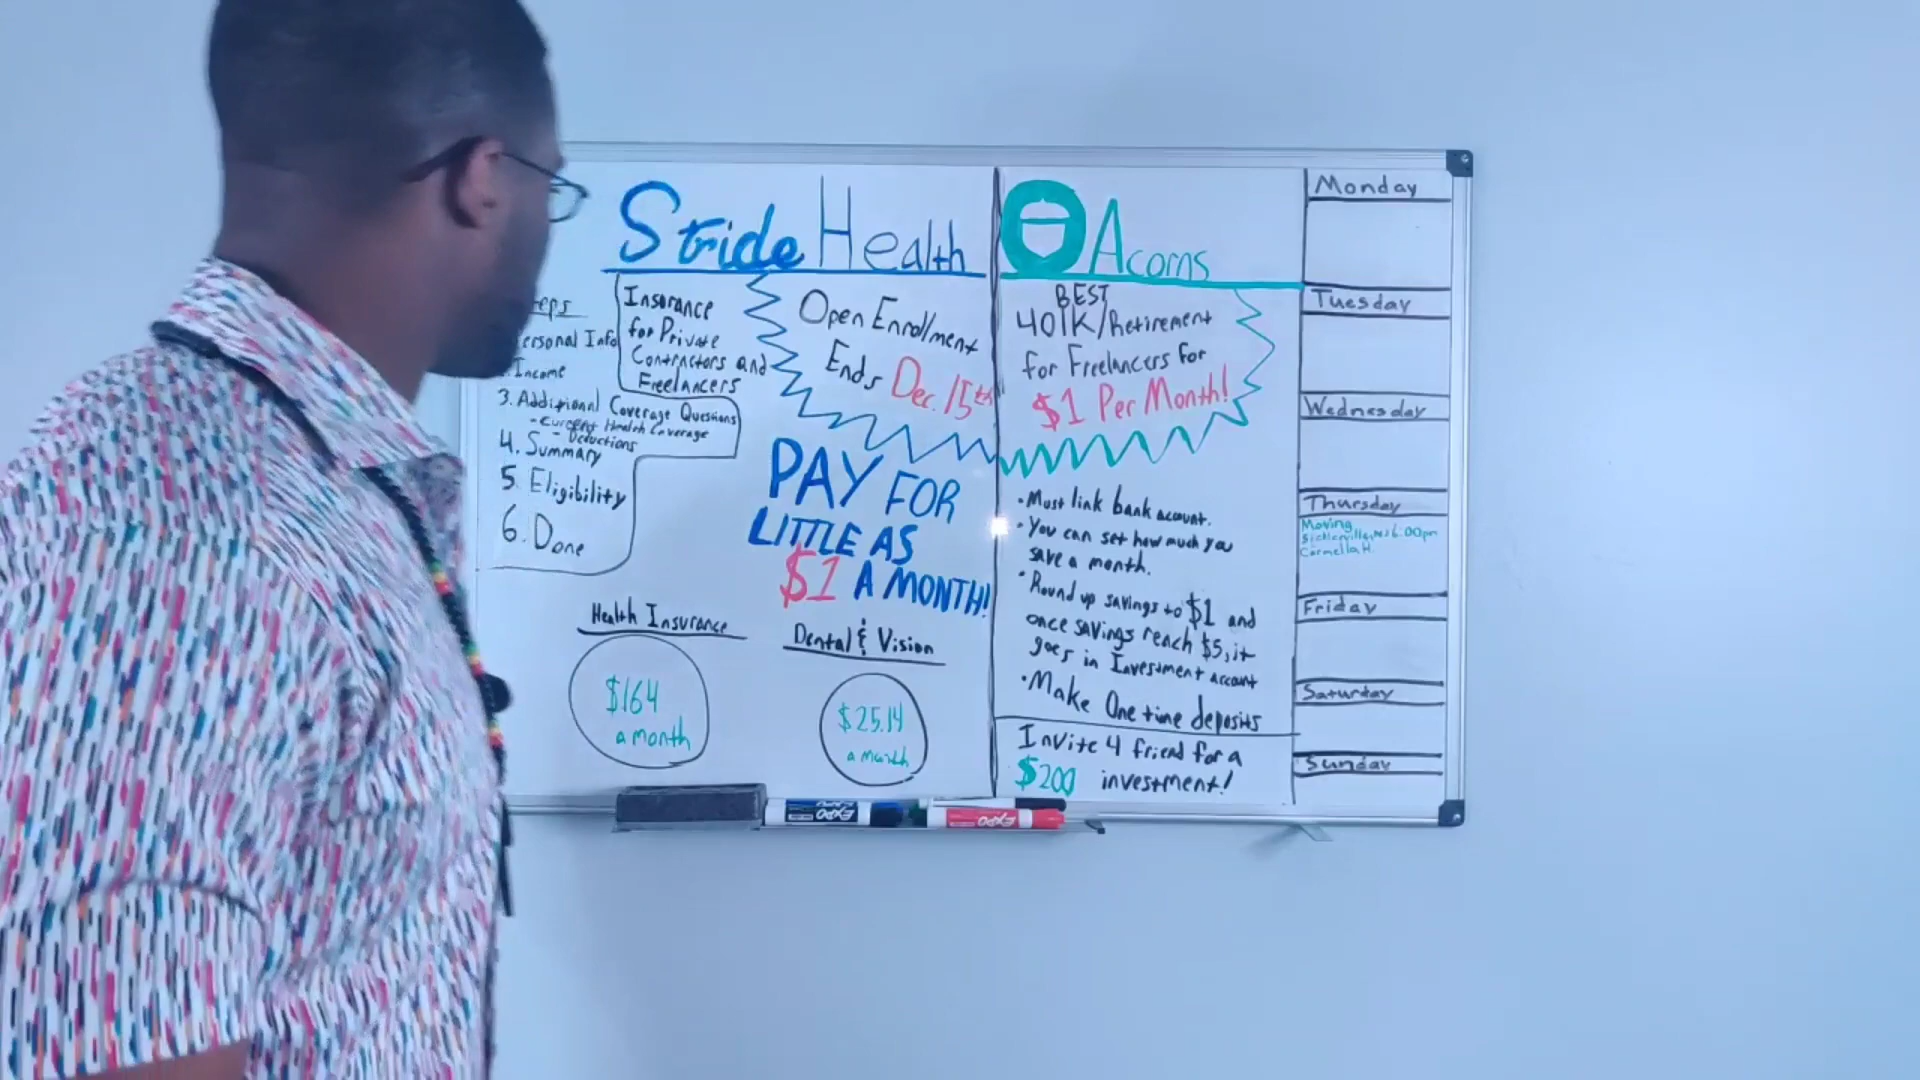 Stride Health
Steps
Personal Info
Income
3. Additional Coverage Questions
- Current Health Coverage
- Deductions
4. Summary
5. Eligibility
6. Done
Insurance
for Private
Contractors and
Freelancers
Open Enrollment
Ends Dec. 15th
PAY FOR
LITTLE AS
$1 A MONTH!
Health Insurance
$164
a month
Dental & Vision
$25.14
a month
Acorns
BEST
401K/Retirement
for Freelancers for
$1 Per Month!
• Must link bank account.
• You can set how much you
save a month.
• Round up savings to $1 and
once savings reach $5, it
goes in Investment account
• Make One time deposits
Invite 4 friend for a
$200 investment!
Monday
Tuesday
Wednesday
Thursday
Moving
Sicklerville, NJ 6:00pm
Carmella H.
Friday
Saturday
Sunday
EXPO
EXPO